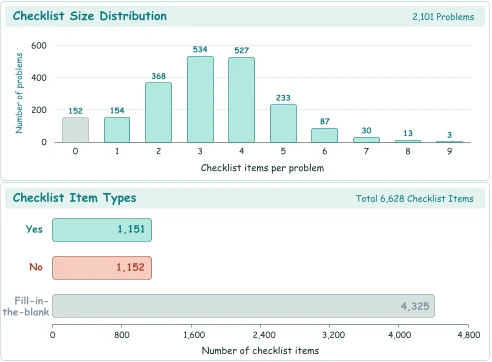 Checklist Size Distribution 2,101 Problems
Number of problems
600
400
200
0
152 154 368 534 527 233 87 30 13 3
0 1 2 3 4 5 6 7 8 9
Checklist items per problem
Checklist Item Types Total 6,628 Checklist Items
Yes 1,151
No 1,152
Fill-in-
the-blank 4,325
0 800 1,600 2,400 3,200 4,000 4,800
Number of checklist items